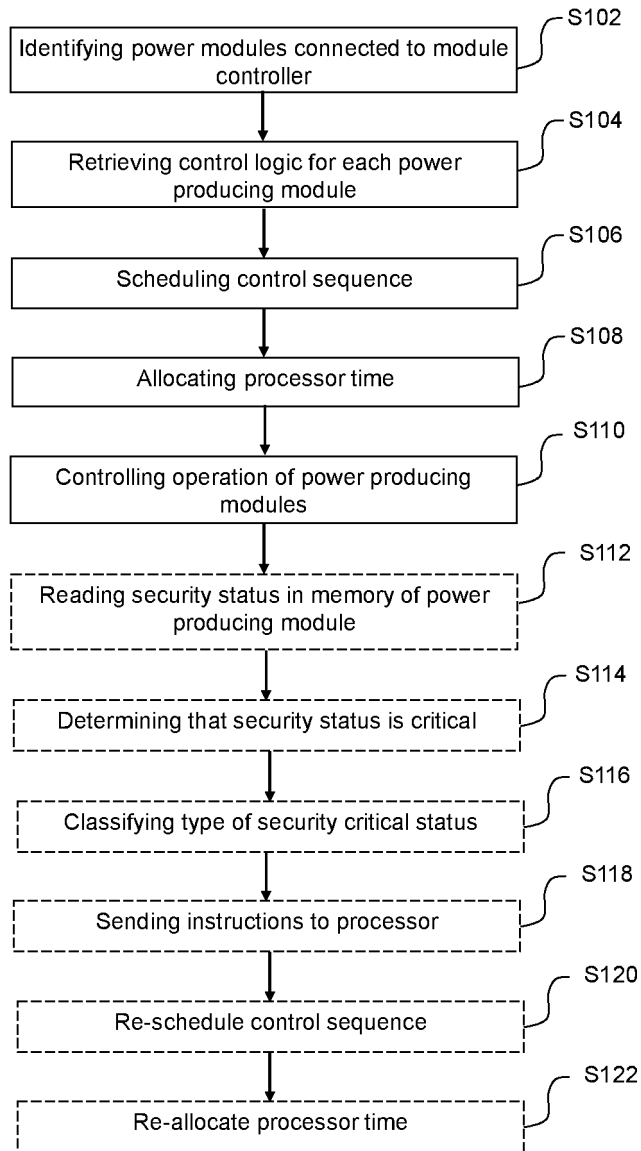 S102
Identifying power modules connected to module
controller
S104
Retrieving control logic for each power
producing module
S106
Scheduling control sequence
S108
Allocating processor time
S110
Controlling operation of power producing
modules
S112
Reading security status in memory of power
producing module
S114
Determining that security status is critical
S116
Classifying type of security critical status
S118
Sending instructions to processor
S120
Re-schedule control sequence
S122
Re-allocate processor time